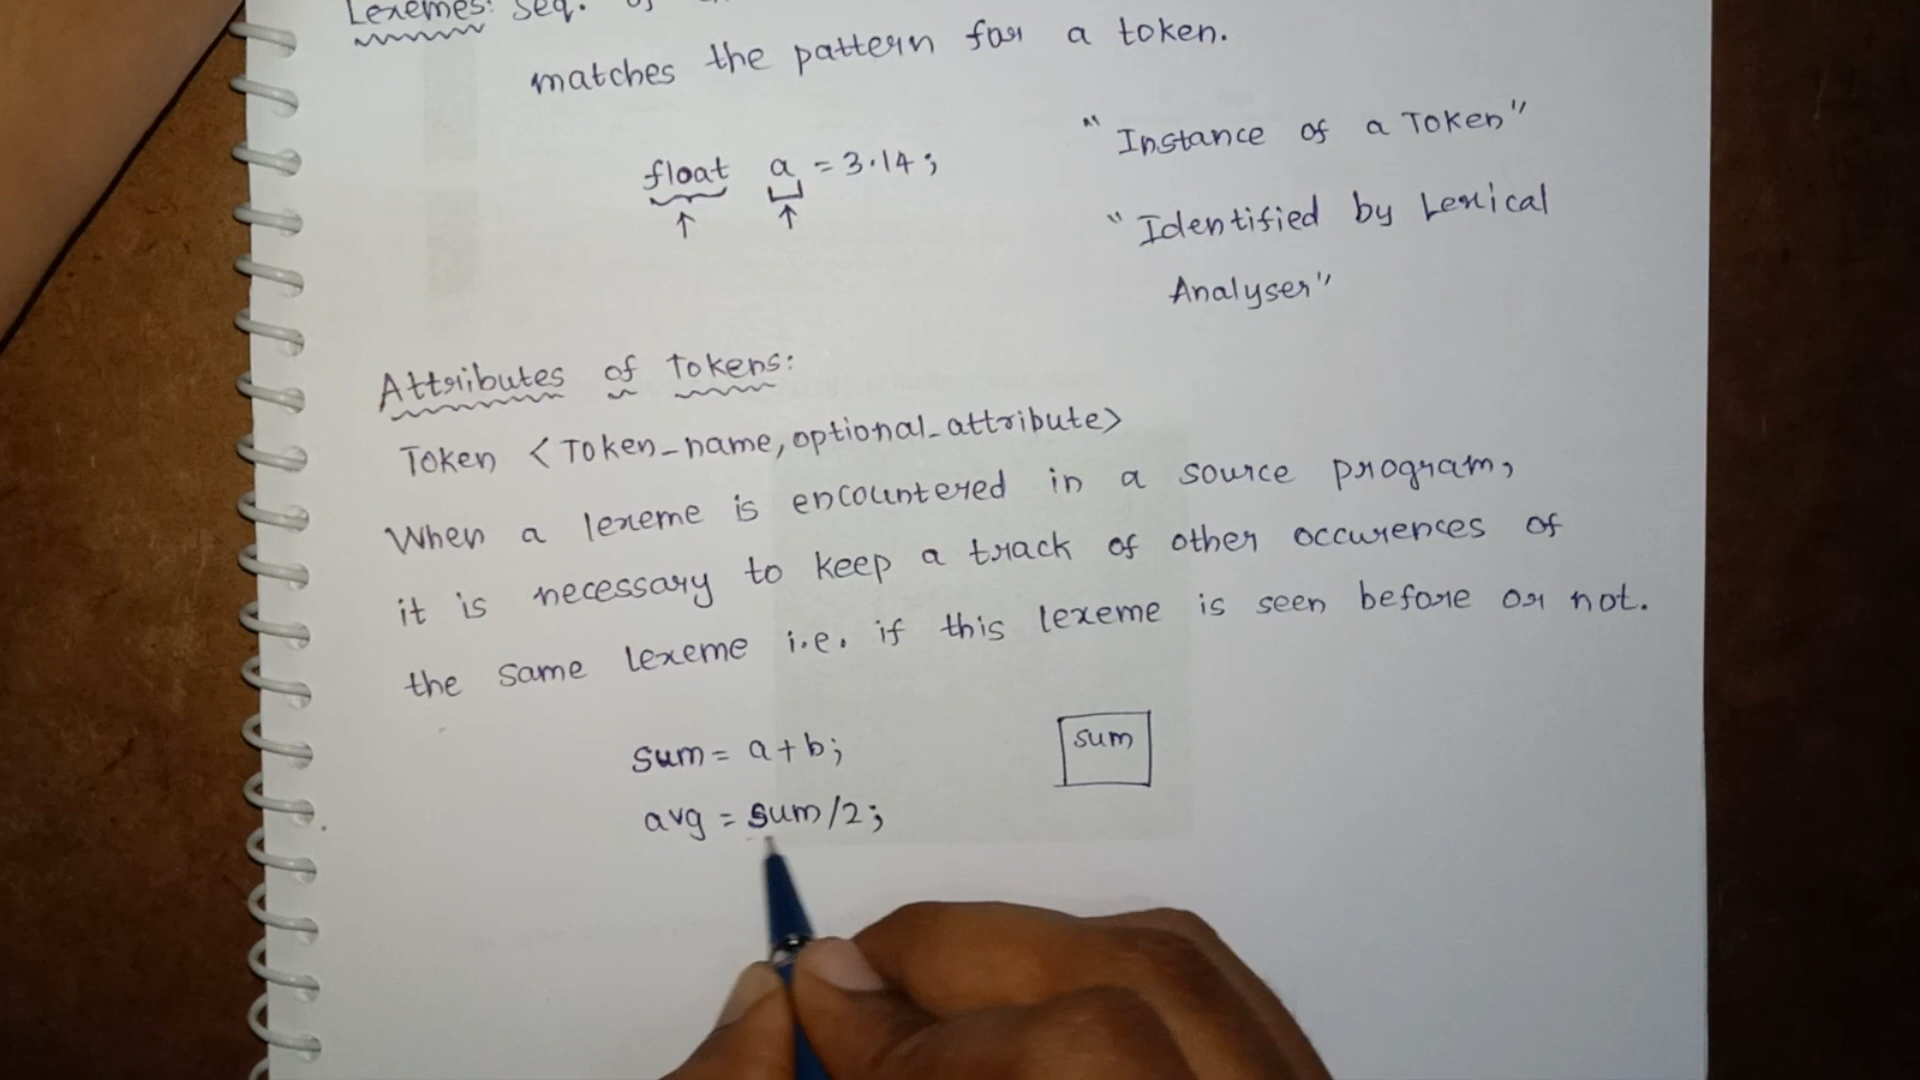 Lexemes: Seq. of
matches the pattern for a token.
float a = 3.14;
"Instance of a Token"
"Identified by Lexical
Analyser"
Attributes of Tokens:
Token <Token_name, optional_attribute>
When a lexeme is encountered in a source program,
it is necessary to keep a track of other occurences of
the same lexeme i.e. if this lexeme is seen before or not.
sum = a + b;
sum
avg = sum/2;